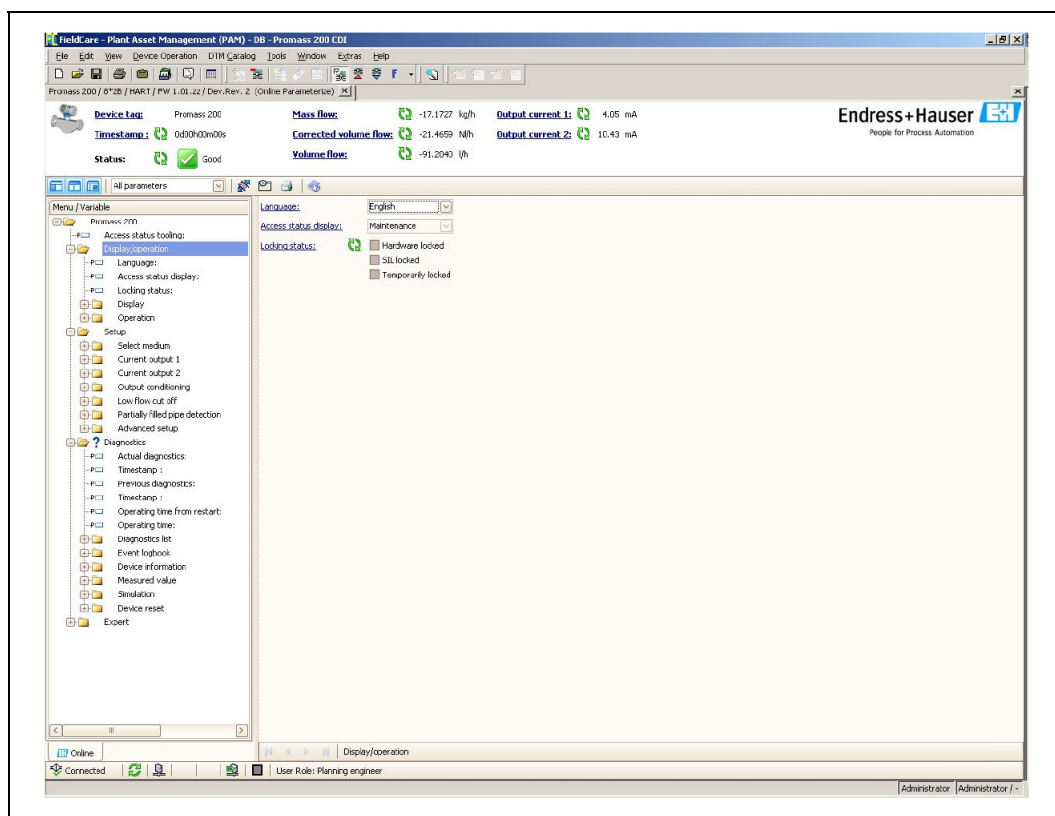 FieldCare - Plant Asset Management (PAM) - DB - Promass 200 CDI
File Edit View Device Operation DTM Catalog Tools Window Extras Help
Promass 200 / 8*2B / HART / FW 1.01.zz / Dev.Rev. 2 (Online Parameterize)
Device tag: Promass 200 Mass flow: -17.1727 kg/h Output current 1: 4.05 mA
Endress+Hauser EH
People for Process Automation
Timestamp : 0d00h00m00s Corrected volume flow: -21.4659 Nl/h Output current 2: 10.43 mA
Status: Good Volume flow: -91.2040 l/h
All parameters
Menu / Variable
Promass 200
Access status tooling:
Display/operation
Language:
Access status display:
Locking status:
Display
Operation
Setup
Select medium
Current output 1
Current output 2
Output conditioning
Low flow cut off
Partially filled pipe detection
Advanced setup
? Diagnostics
Actual diagnostics:
Timestamp :
Previous diagnostics:
Timestamp :
Operating time from restart:
Operating time:
Diagnostics list
Event logbook
Device information
Measured value
Simulation
Device reset
Expert
Language: English
Access status display: Maintenance
Locking status: Hardware locked
SIL locked
Temporarily locked
Online
Display/operation
Connected
User Role: Planning engineer
Administrator Administrator / -